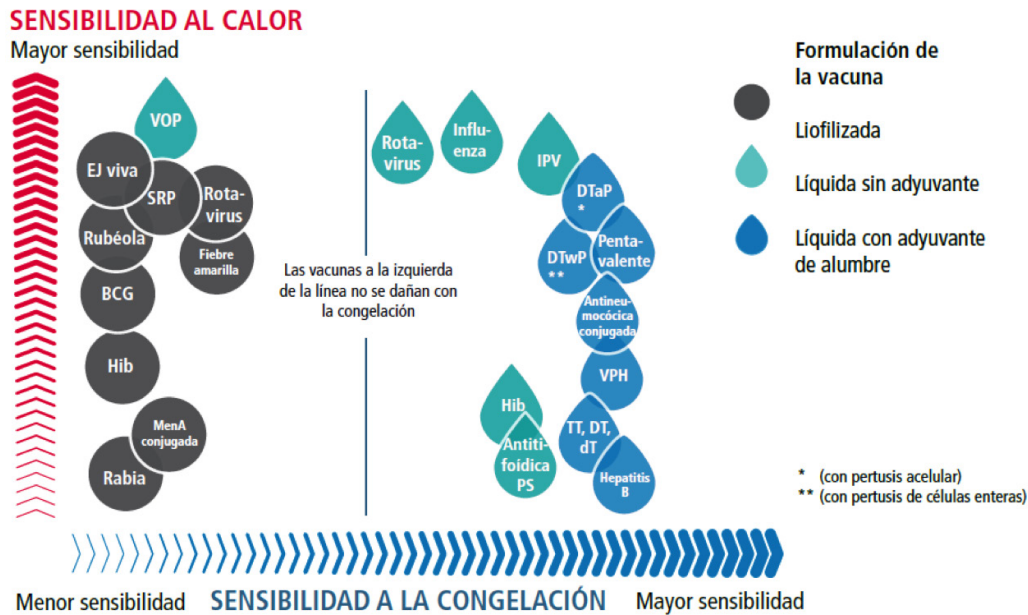 SENSIBILIDAD AL CALOR
Mayor sensibilidad
VOP
EJ viva
SRP
Rota-
virus
Rubéola
Fiebre
amarilla
BCG
Hib
MenA
conjugada
Rabia
Las vacunas a la izquierda
de la línea no se dañan con
la congelación
Rota-
virus
Influ-
enza
IPV
DTaP
*
DTwP
**
Penta-
valente
Antineu-
mocócica
conjugada
VPH
Hib
Antiti-
foídica
PS
TT, DT,
dT
Hepatitis
B
Formulación de
la vacuna
Liofilizada
Líquida sin adyuvante
Líquida con adyuvante
de alumbre
* (con pertusis acelular)
** (con pertusis de células enteras)
Menor sensibilidad
SENSIBILIDAD A LA CONGELACIÓN
Mayor sensibilidad